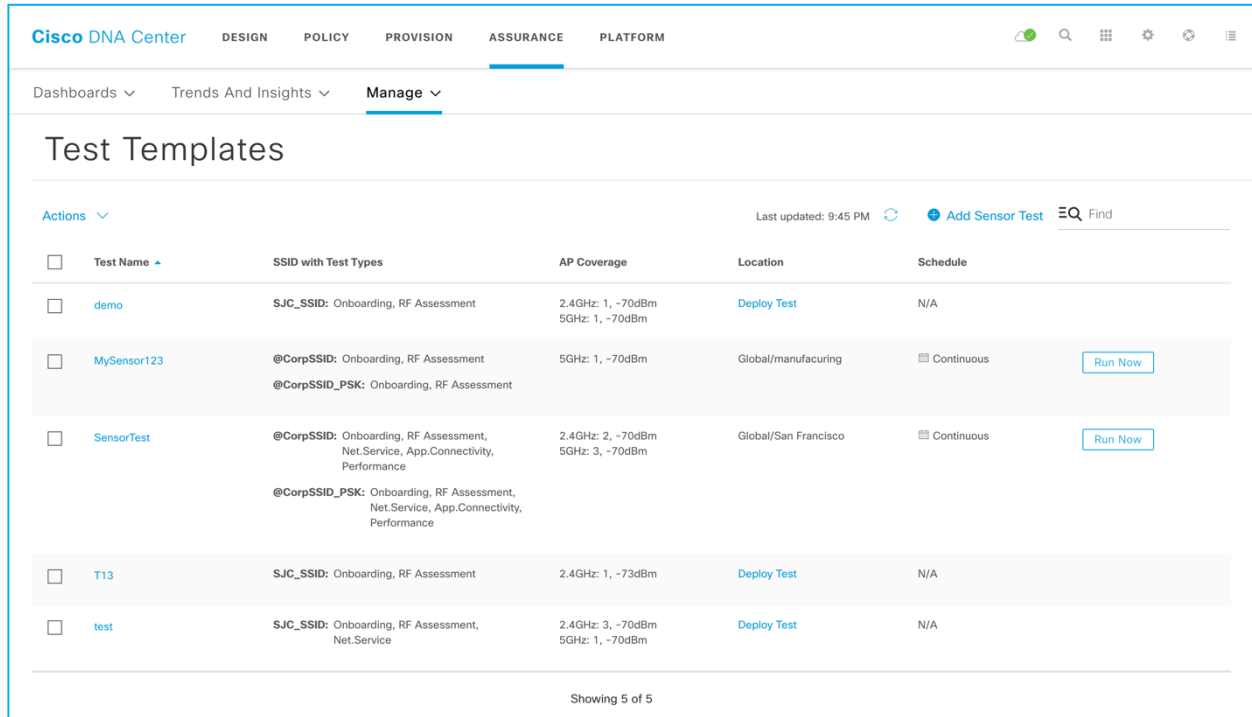 Cisco DNA Center DESIGN POLICY PROVISION ASSURANCE PLATFORM
Dashboards Trends And Insights Manage
Test Templates
Actions Last updated: 9:45 PM Add Sensor Test Find
Test Name SSID with Test Types AP Coverage Location Schedule
demo SJC_SSID: Onboarding, RF Assessment 2.4GHz: 1, -70dBm Deploy Test N/A
5GHz: 1, -70dBm
MySensor123 @CorpSSID: Onboarding, RF Assessment 5GHz: 1, -70dBm Global/manufacuring Continuous Run Now
@CorpSSID_PSK: Onboarding, RF Assessment
SensorTest @CorpSSID: Onboarding, RF Assessment, 2.4GHz: 2, -70dBm Global/San Francisco Continuous Run Now
Net.Service, App.Connectivity, 5GHz: 3, -70dBm
Performance
@CorpSSID_PSK: Onboarding, RF Assessment,
Net.Service, App.Connectivity,
Performance
T13 SJC_SSID: Onboarding, RF Assessment 2.4GHz: 1, -73dBm Deploy Test N/A
test SJC_SSID: Onboarding, RF Assessment, 2.4GHz: 3, -70dBm Deploy Test N/A
Net.Service 5GHz: 1, -70dBm
Showing 5 of 5